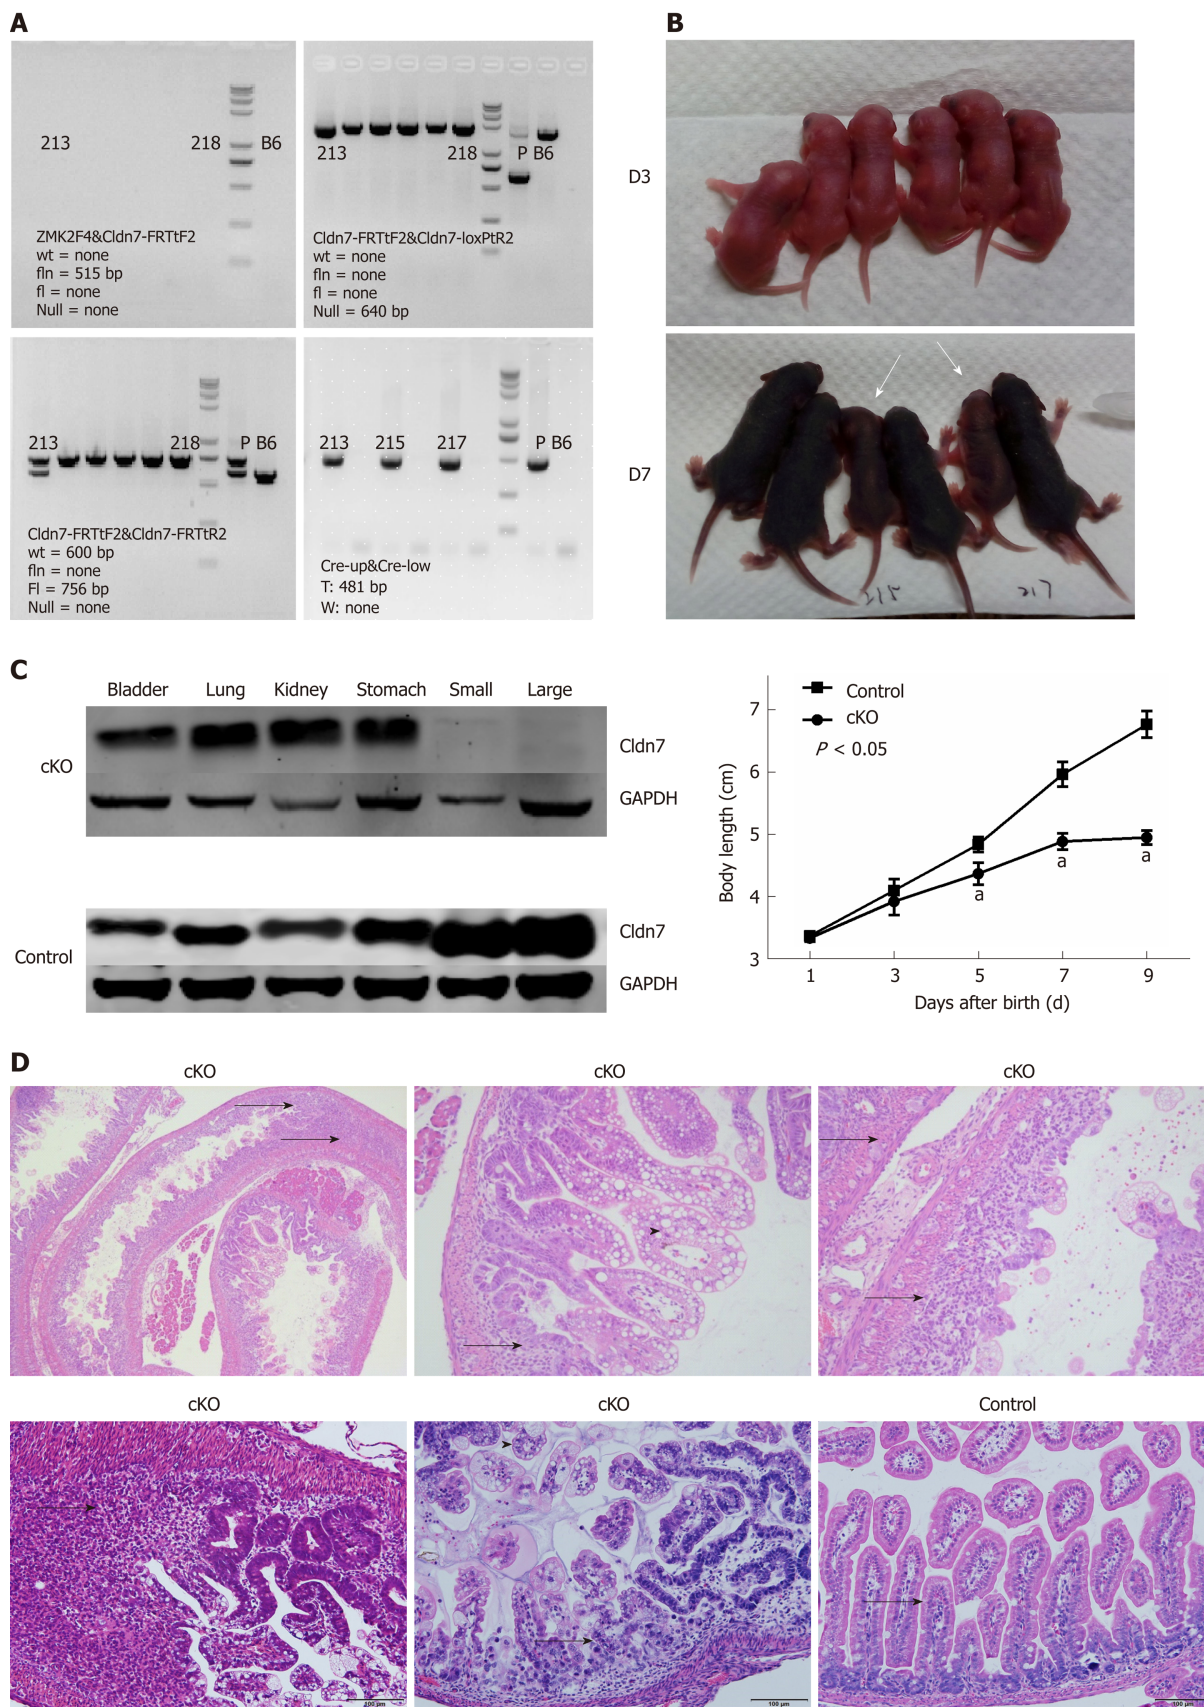 A
B
213
218
B6
ZMK2F4&Cldn7-FRTtF2
wt = none
fln = 515 bp
fl = none
Null = none
213
218
P
B6
Cldn7-FRTtF2&Cldn7-loxPtR2
wt = none
fln = none
fl = none
Null = 640 bp
D3
213
218
P
B6
Cldn7-FRTtF2&Cldn7-FRTtR2
wt = 600 bp
fln = none
Fl = 756 bp
Null = none
213
215
217
P
B6
Cre-up&Cre-low
T: 481 bp
W: none
D7
215
217
C
Bladder Lung Kidney Stomach Small Large
cKO
Cldn7
GAPDH
Control
Cldn7
GAPDH
Control
cKO
P < 0.05
Body length (cm)
7
6
5
4
3
a
a
a
1 3 5 7 9
Days after birth (d)
D
cKO
cKO
cKO
cKO
cKO
Control
100 μm
100 μm